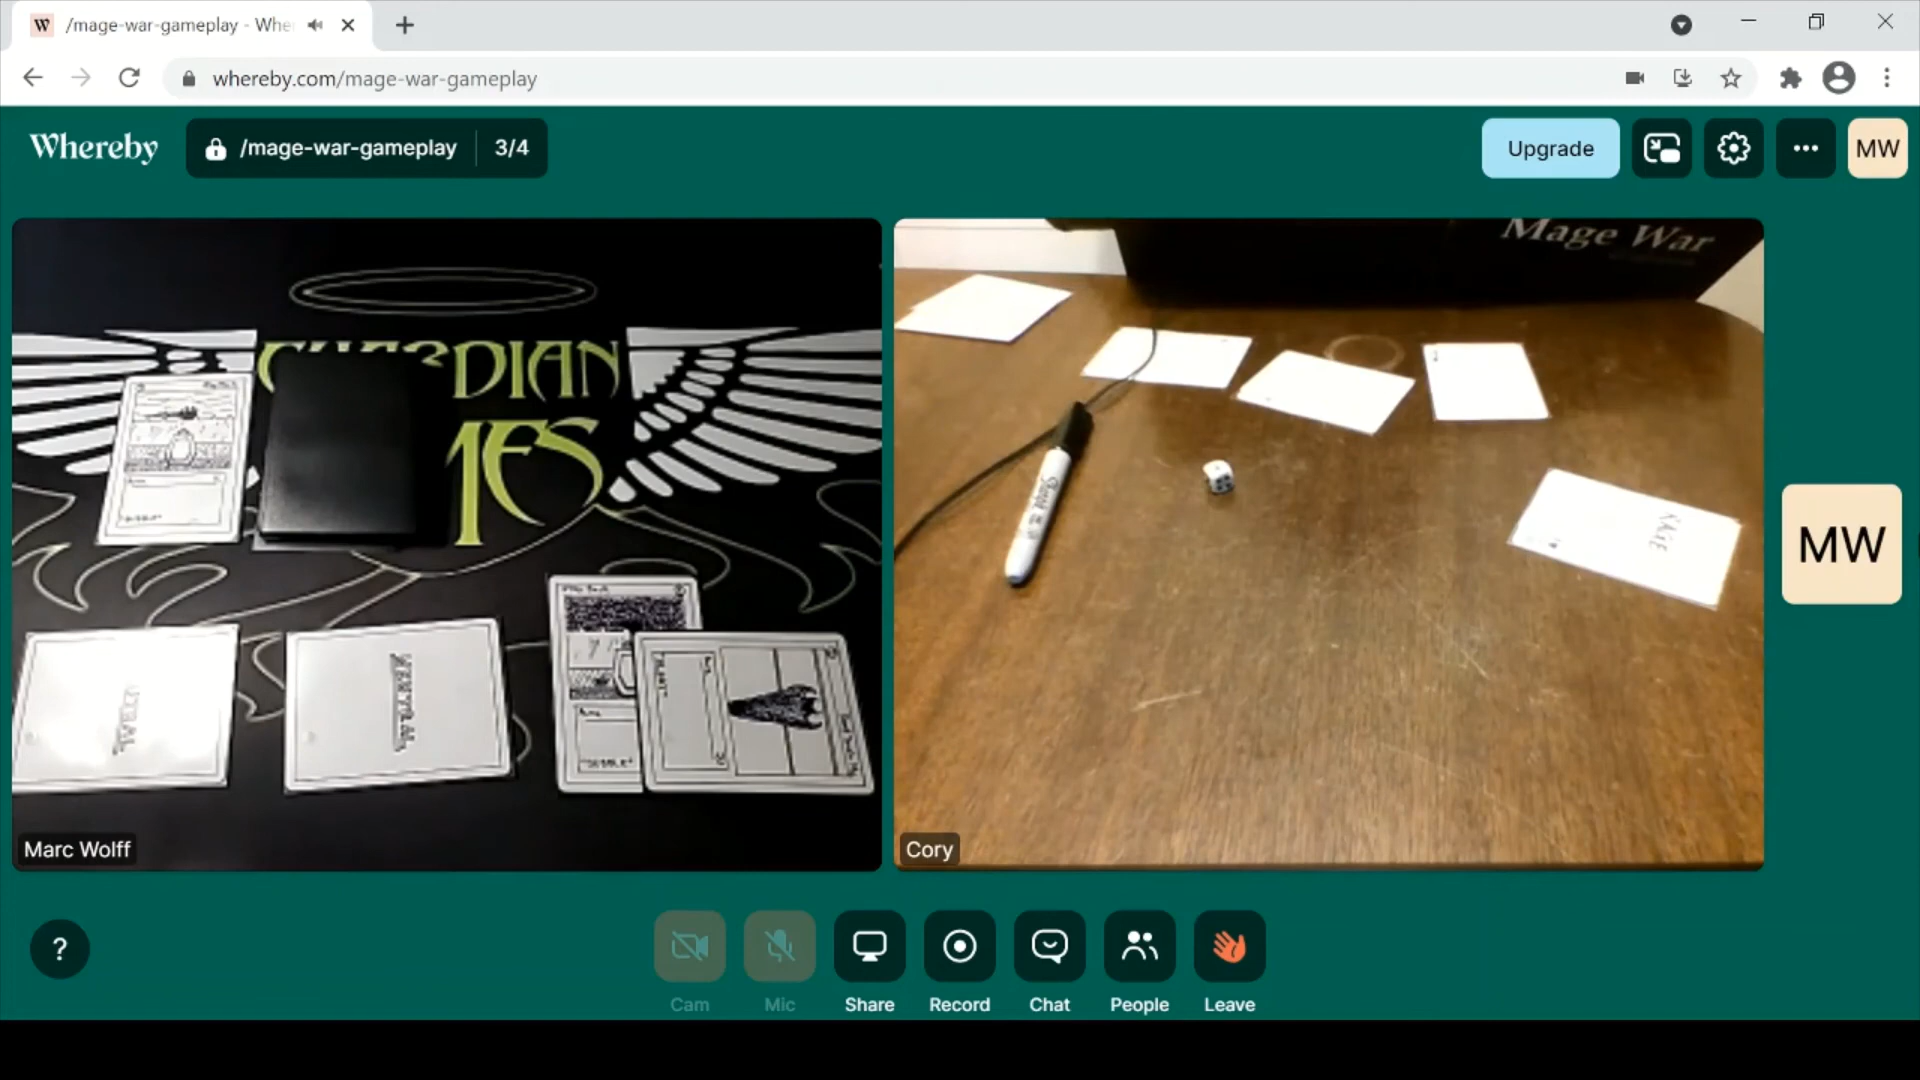 W /mage-war-gameplay - Whe
whereby.com/mage-war-gameplay
Whereby
/mage-war-gameplay
3/4
Upgrade
MW
Mage War
DIAN
MW
Marc Wolff
Cory
?
Cam
Mic
Share
Record
Chat
People
Leave